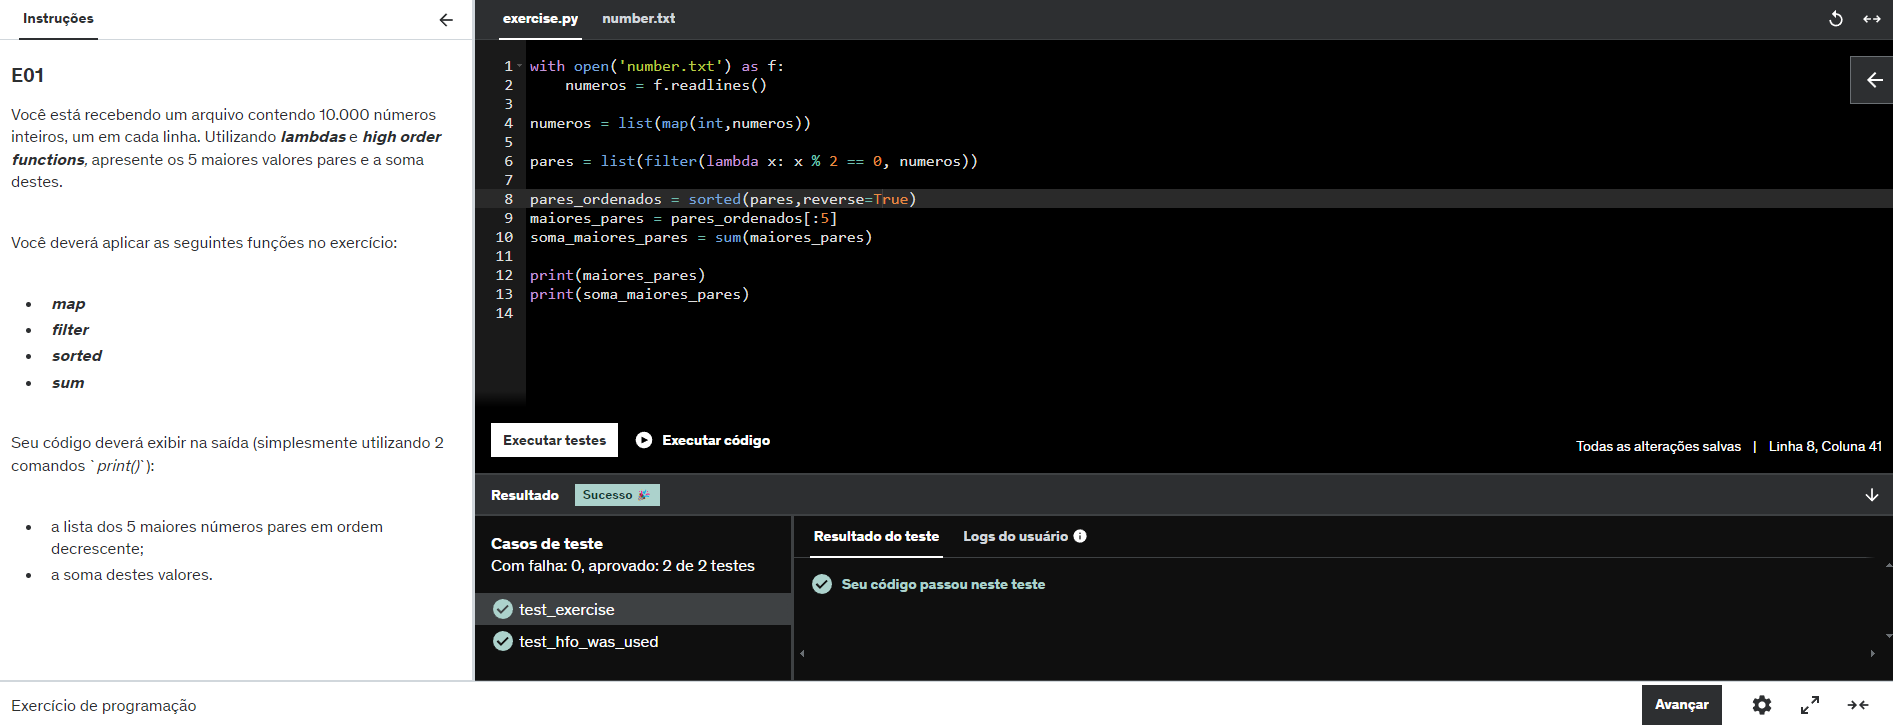 Instruções
E01
Você está recebendo um arquivo contendo 10.000 números
inteiros, um em cada linha. Utilizando lambdas e high order
functions, apresente os 5 maiores valores pares e a soma
destes.
Você deverá aplicar as seguintes funções no exercício:
• map
• filter
• sorted
• sum
Seu código deverá exibir na saída (simplesmente utilizando 2
comandos `print()`):
• a lista dos 5 maiores números pares em ordem
decrescente;
• a soma destes valores.
exercise.py number.txt
1 with open('number.txt') as f:
2     numeros = f.readlines()
3
4 numeros = list(map(int,numeros))
5
6 pares = list(filter(lambda x: x % 2 == 0, numeros))
7
8 pares_ordenados = sorted(pares,reverse=True)
9 maiores_pares = pares_ordenados[:5]
10 soma_maiores_pares = sum(maiores_pares)
11
12 print(maiores_pares)
13 print(soma_maiores_pares)
14
Executar testes Executar código
Todas as alterações salvas | Linha 8, Coluna 41
Resultado Sucesso 🎉
Casos de teste
Com falha: 0, aprovado: 2 de 2 testes
test_exercise
test_hfo_was_used
Resultado do teste Logs do usuário
Seu código passou neste teste
Exercício de programação
Avançar